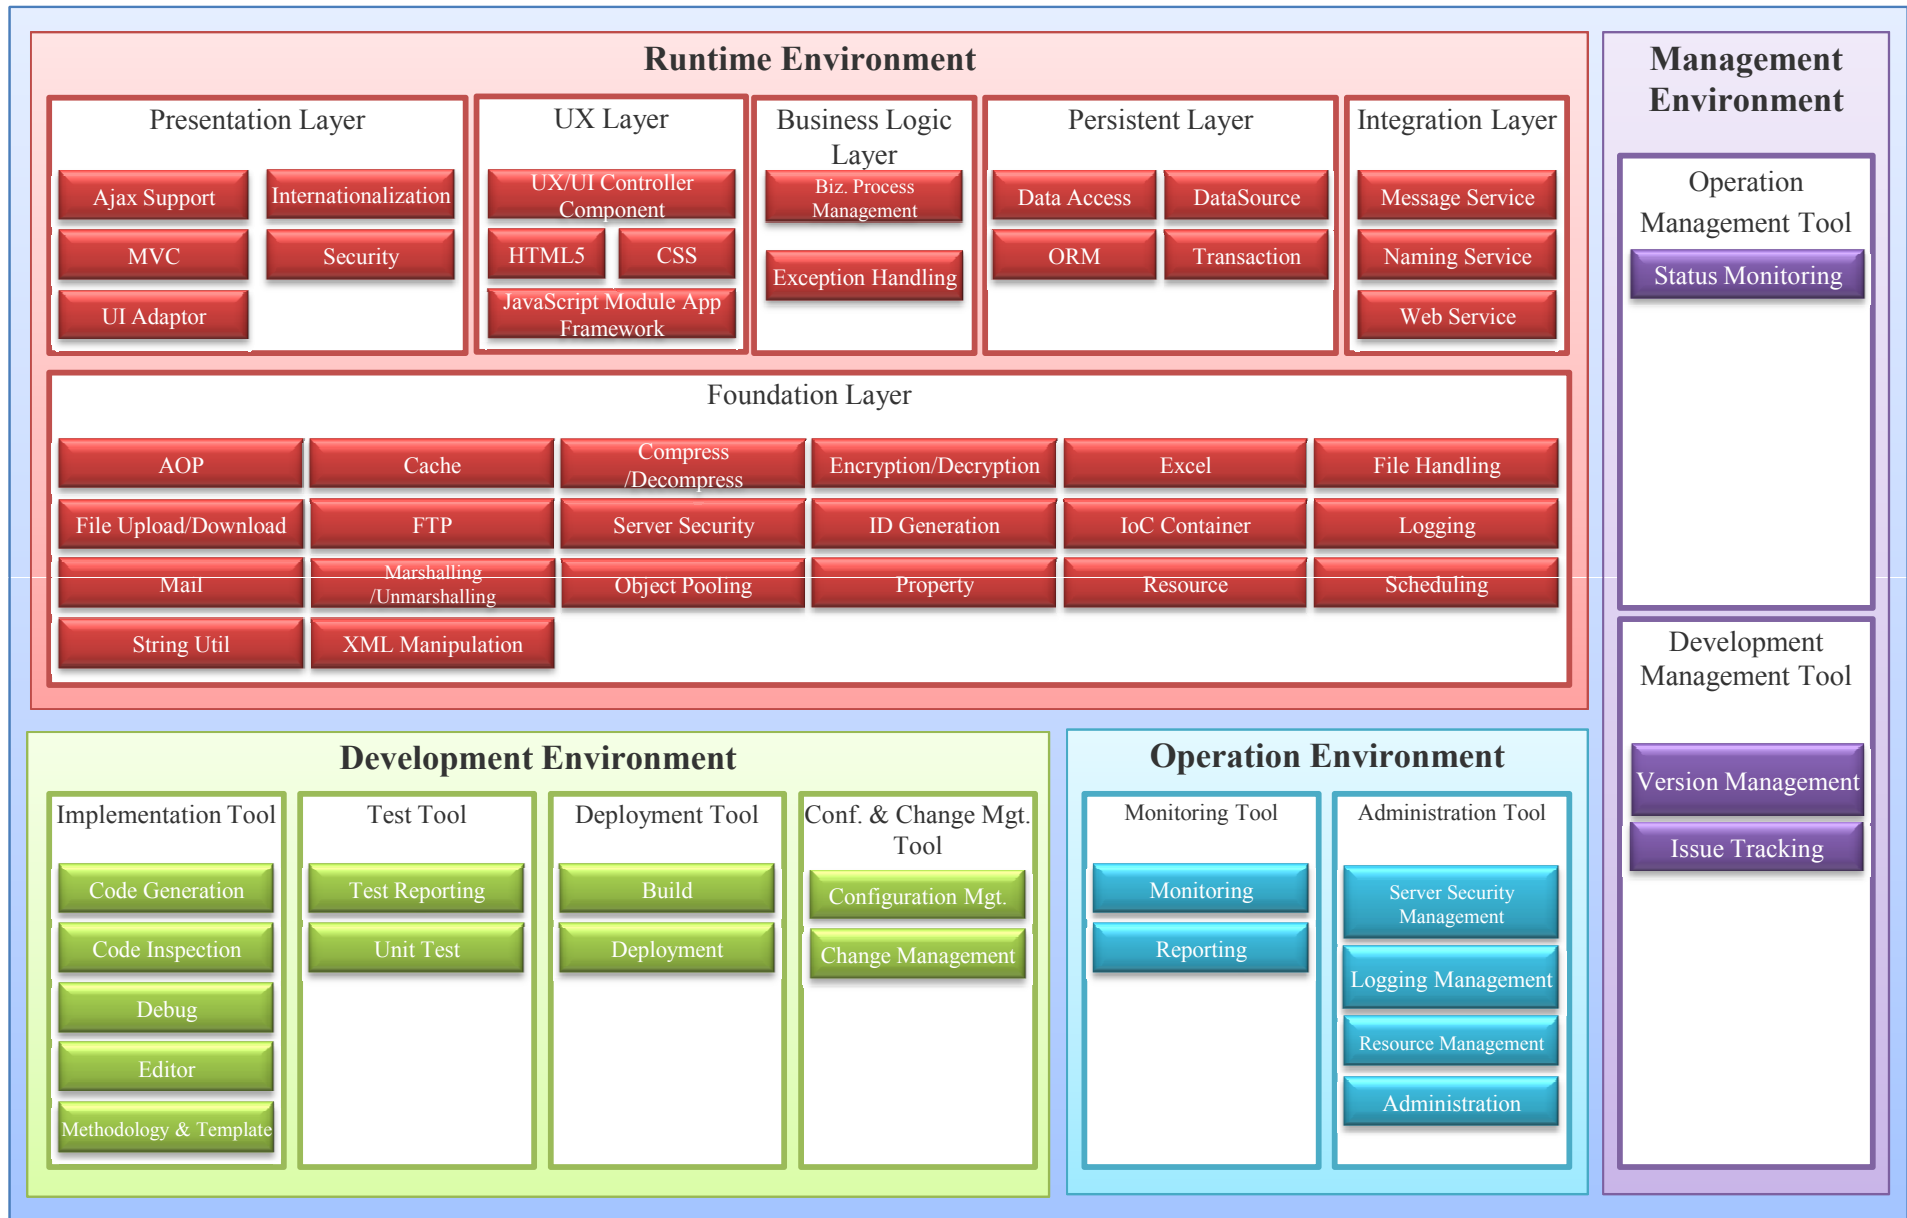 Runtime Environment
Presentation Layer
Ajax Support
Internationalization
MVC
Security
UI Adaptor
UX Layer
UX/UI Controller
Component
HTML5
CSS
JavaScript Module App
Framework
Business Logic
Layer
Biz. Process
Management
Exception Handling
Persistent Layer
Data Access
DataSource
ORM
Transaction
Integration Layer
Message Service
Naming Service
Web Service
Foundation Layer
AOP
Cache
Compress
/Decompress
Encryption/Decryption
Excel
File Handling
File Upload/Download
FTP
Server Security
ID Generation
IoC Container
Logging
Mail
Marshalling
/Unmarshalling
Object Pooling
Property
Resource
Scheduling
String Util
XML Manipulation
Management
Environment
Operation
Management Tool
Status Monitoring
Development
Management Tool
Version Management
Issue Tracking
Development Environment
Implementation Tool
Code Generation
Code Inspection
Debug
Editor
Methodology & Template
Test Tool
Test Reporting
Unit Test
Deployment Tool
Build
Deployment
Conf. & Change Mgt.
Tool
Configuration Mgt.
Change Management
Operation Environment
Monitoring Tool
Monitoring
Reporting
Administration Tool
Server Security
Management
Logging Management
Resource Management
Administration